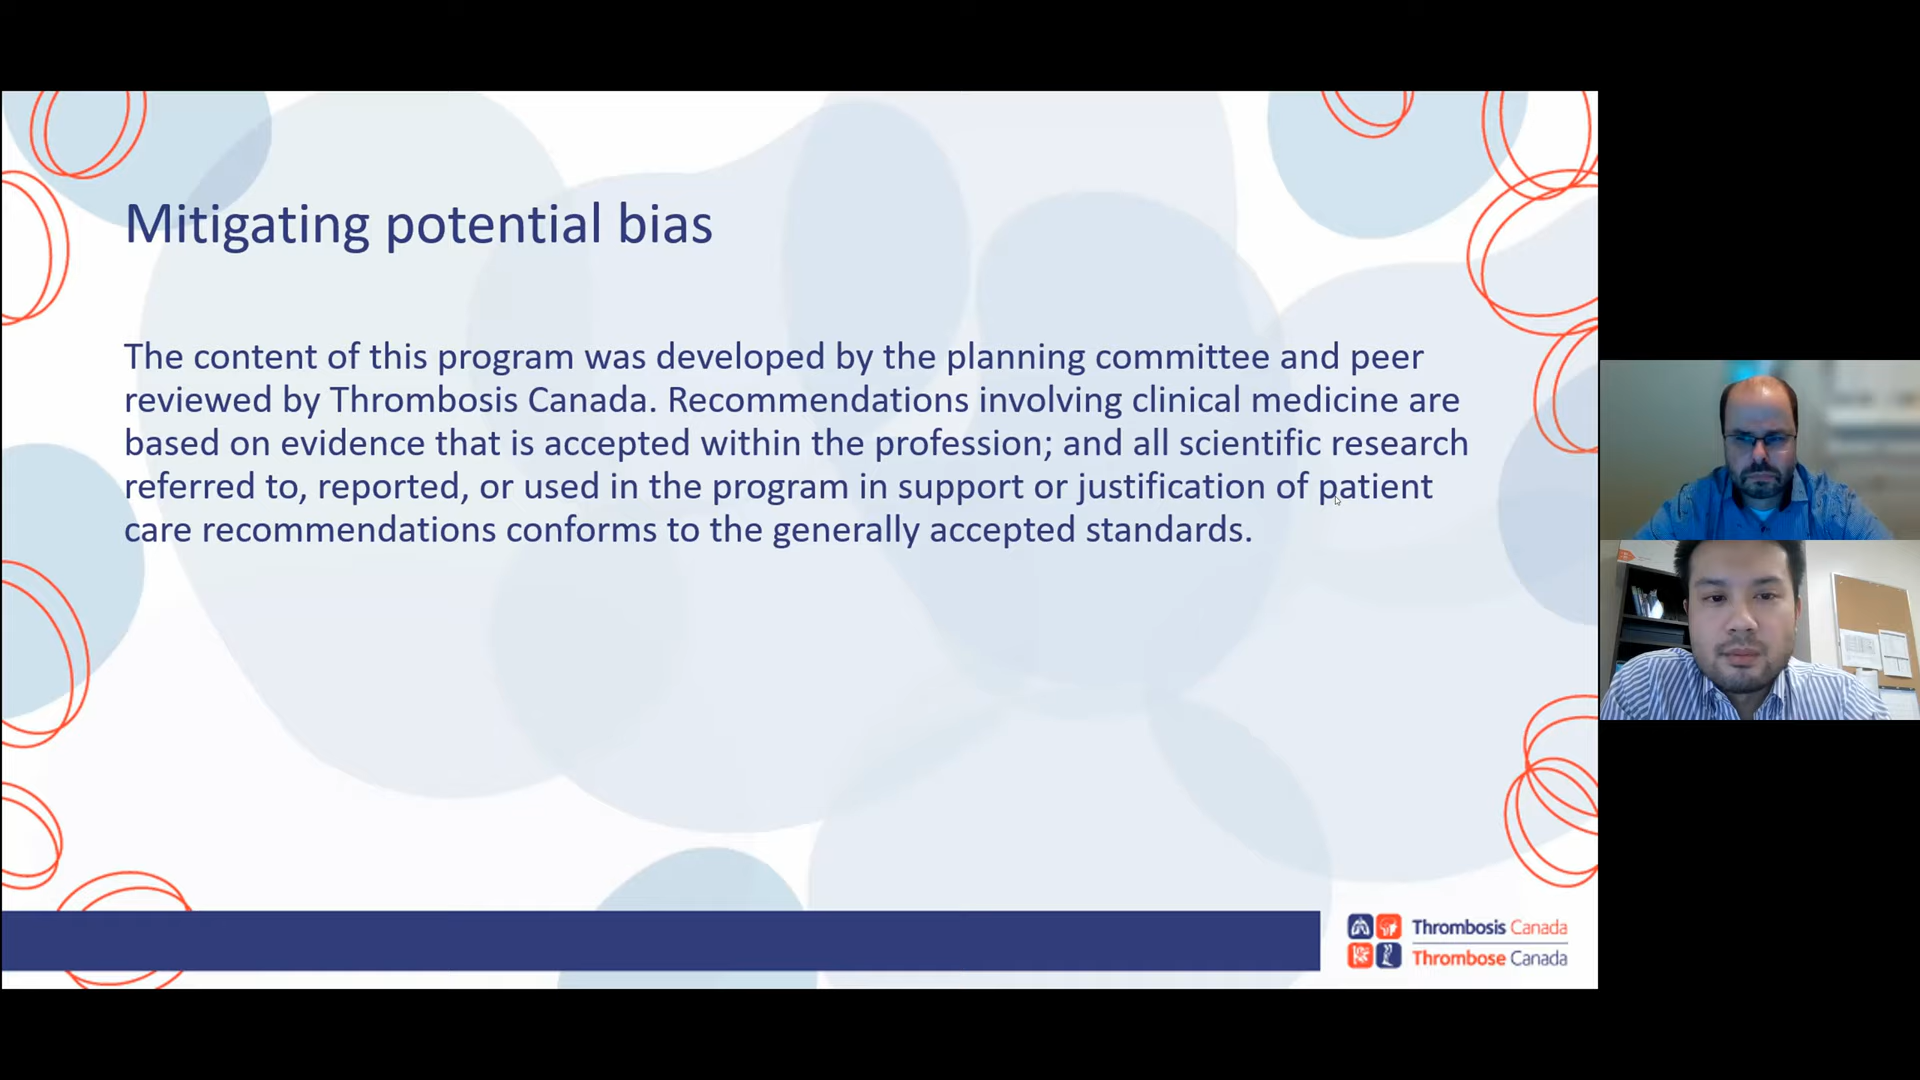 Mitigating potential bias
The content of this program was developed by the planning committee and peer
reviewed by Thrombosis Canada. Recommendations involving clinical medicine are
based on evidence that is accepted within the profession; and all scientific research
referred to, reported, or used in the program in support or justification of patient
care recommendations conforms to the generally accepted standards.
Thrombosis Canada
Thrombose Canada